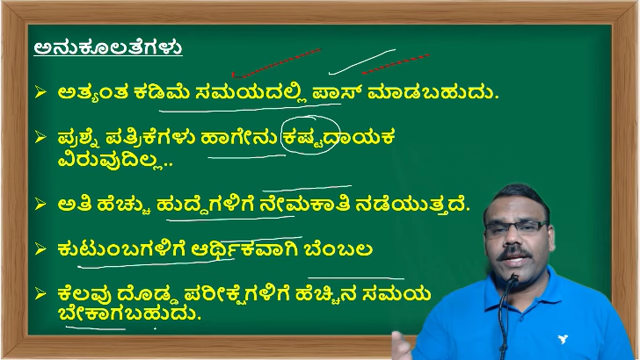 ಅನುಕೂಲತೆಗಳು
ಅತ್ಯಂತ ಕಡಿಮೆ ಸಮಯದಲ್ಲಿ ಪಾಸ್ ಮಾಡಬಹುದು.
ಪ್ರಶ್ನೆ ಪತ್ರಿಕೆಗಳು ಹಾಗೇನು ಕಷ್ಟದಾಯಕ
ವಿರುವುದಿಲ್ಲ..
ಅತಿ ಹೆಚ್ಚು ಹುದ್ದೆಗಳಿಗೆ ನೇಮಕಾತಿ ನಡೆಯುತ್ತದೆ.
ಕುಟುಂಬಗಳಿಗೆ ಆರ್ಥಿಕವಾಗಿ ಬೆಂಬಲ
ಕೆಲವು ದೊಡ್ಡ ಪರೀಕ್ಷೆಗಳಿಗೆ ಹೆಚ್ಚಿನ ಸಮಯ
ಬೇಕಾಗಬಹುದು.